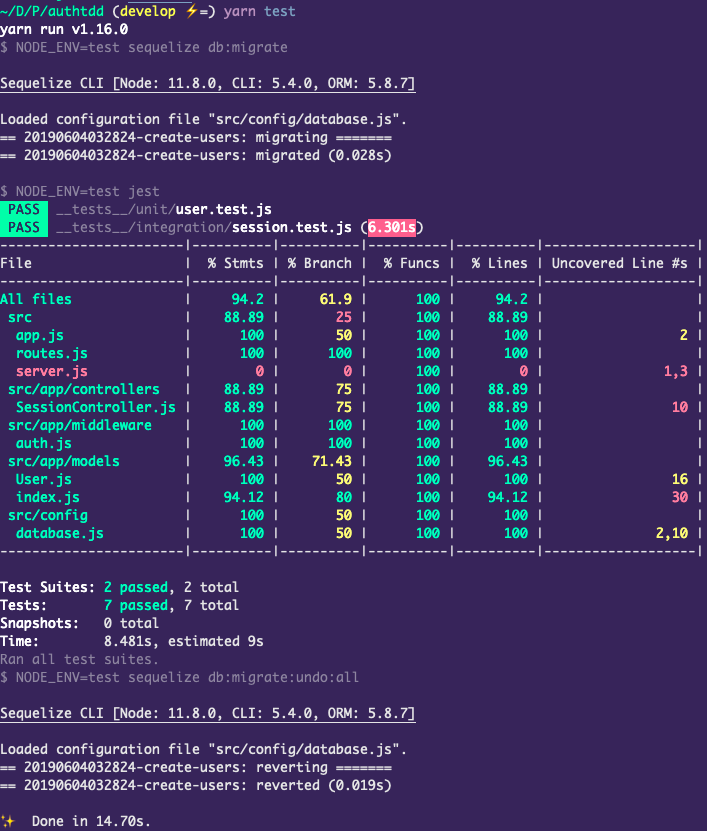 ~/D/P/authtdd (develop ⚡=) yarn test
yarn run v1.16.0
$ NODE_ENV=test sequelize db:migrate
Sequelize CLI [Node: 11.8.0, CLI: 5.4.0, ORM: 5.8.7]
Loaded configuration file "src/config/database.js".
== 20190604032824-create-users: migrating =======
== 20190604032824-create-users: migrated (0.028s)
$ NODE_ENV=test jest
PASS __tests__/unit/user.test.js
PASS __tests__/integration/session.test.js (6.301s)
-----------------------|----------|----------|----------|----------|-------------------|
File                   |  % Stmts | % Branch |  % Funcs |  % Lines | Uncovered Line #s |
-----------------------|----------|----------|----------|----------|-------------------|
All files              |     94.2 |     61.9 |      100 |     94.2 |                   |
 src                   |    88.89 |       25 |      100 |    88.89 |                   |
  app.js               |      100 |       50 |      100 |      100 |                 2 |
  routes.js            |      100 |      100 |      100 |      100 |                   |
  server.js            |        0 |        0 |      100 |        0 |               1,3 |
 src/app/controllers   |    88.89 |       75 |      100 |    88.89 |                   |
  SessionController.js |    88.89 |       75 |      100 |    88.89 |                10 |
 src/app/middleware    |      100 |      100 |      100 |      100 |                   |
  auth.js              |      100 |      100 |      100 |      100 |                   |
 src/app/models        |    96.43 |    71.43 |      100 |    96.43 |                   |
  User.js              |      100 |       50 |      100 |      100 |                16 |
  index.js             |    94.12 |       80 |      100 |    94.12 |                30 |
 src/config            |      100 |       50 |      100 |      100 |                   |
  database.js          |      100 |       50 |      100 |      100 |              2,10 |
-----------------------|----------|----------|----------|----------|-------------------|
Test Suites: 2 passed, 2 total
Tests:       7 passed, 7 total
Snapshots:   0 total
Time:        8.481s, estimated 9s
Ran all test suites.
$ NODE_ENV=test sequelize db:migrate:undo:all
Sequelize CLI [Node: 11.8.0, CLI: 5.4.0, ORM: 5.8.7]
Loaded configuration file "src/config/database.js".
== 20190604032824-create-users: reverting =======
== 20190604032824-create-users: reverted (0.019s)
✨  Done in 14.70s.